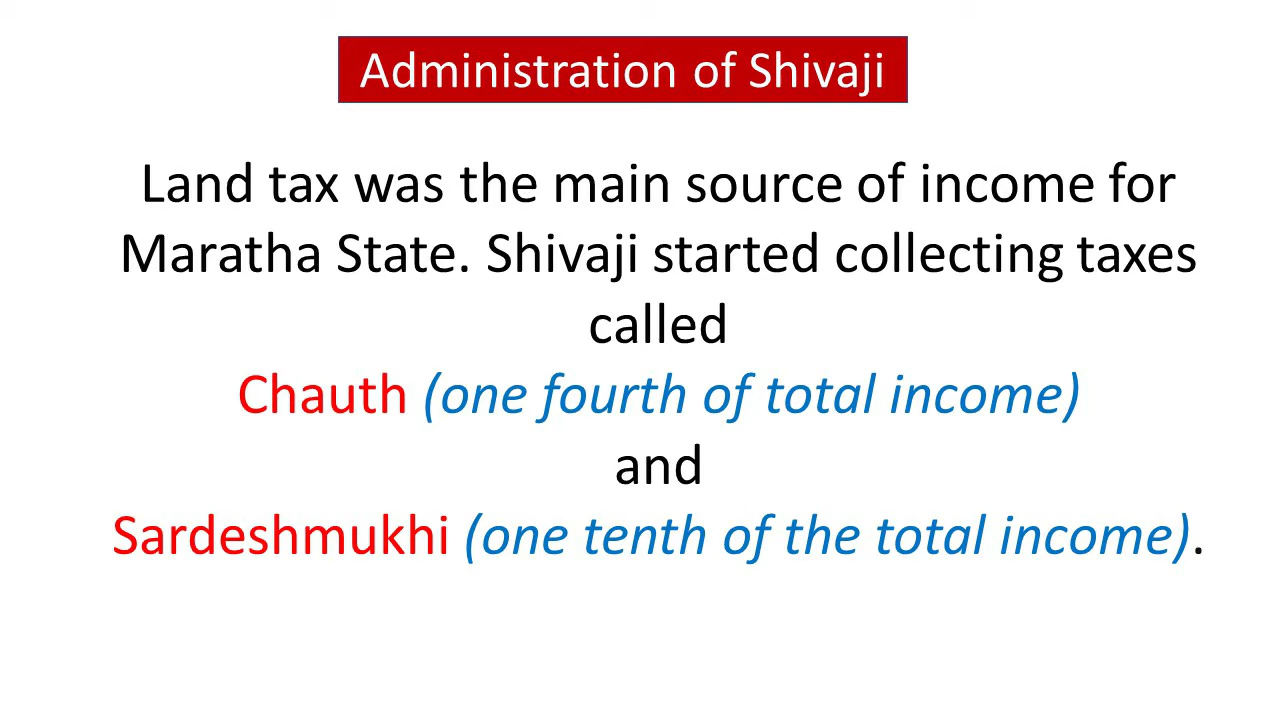 Administration of Shivaji
Land tax was the main source of income for
Maratha State. Shivaji started collecting taxes
called
Chauth (one fourth of total income)
and
Sardeshmukhi (one tenth of the total income).